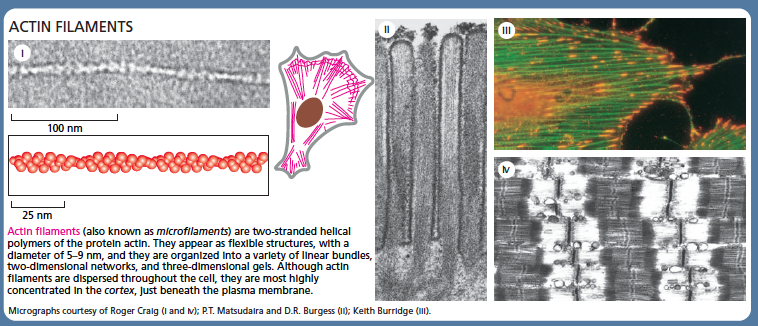 ACTIN FILAMENTS
I
100 nm
25 nm
Actin filaments (also known as microfilaments) are two-stranded helical
polymers of the protein actin. They appear as flexible structures, with a
diameter of 5–9 nm, and they are organized into a variety of linear bundles,
two-dimensional networks, and three-dimensional gels. Although actin
filaments are dispersed throughout the cell, they are most highly
concentrated in the cortex, just beneath the plasma membrane.
II
III
IV
Micrographs courtesy of Roger Craig (I and IV); P.T. Matsudaira and D.R. Burgess (II); Keith Burridge (III).